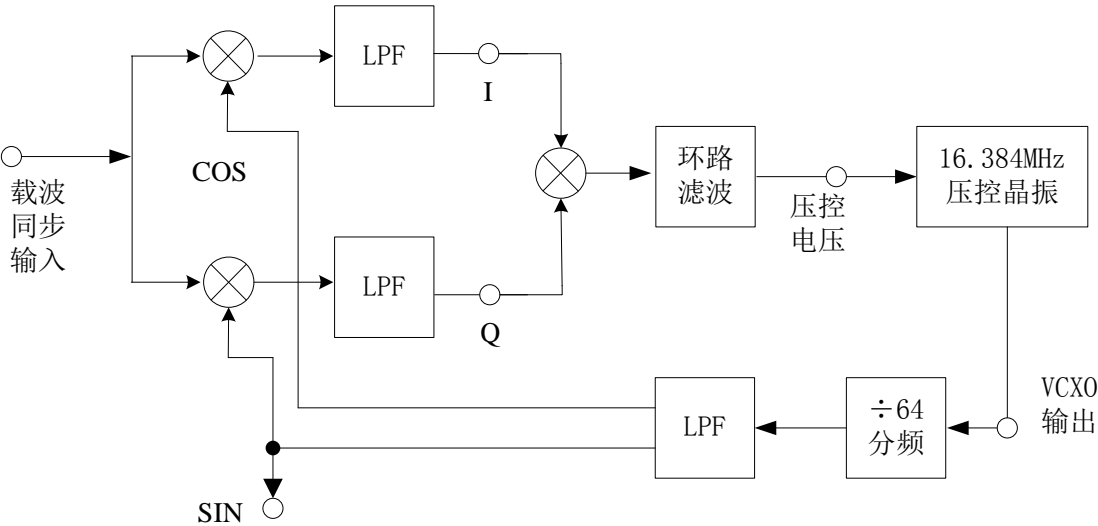 LPF
I
COS
载波
同步
输入
环路
滤波
压控
电压
16.384MHz
压控晶振
LPF
Q
LPF
÷64
分频
VCXO
输出
SIN